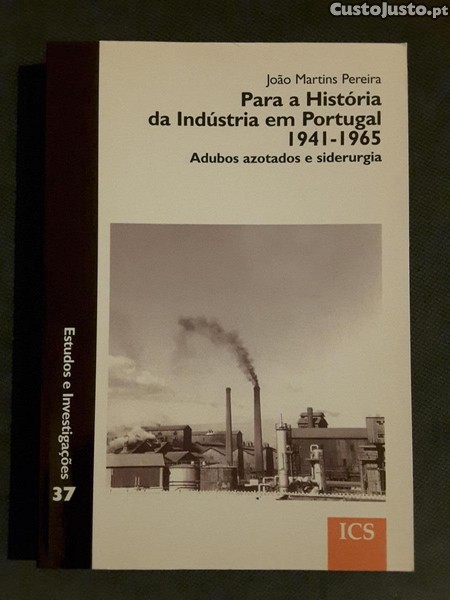 CustoJusto.pt
João Martins Pereira
Para a História
da Indústria em Portugal
1941-1965
Adubos azotados e siderurgia
Estudos e Investigações
37
ICS